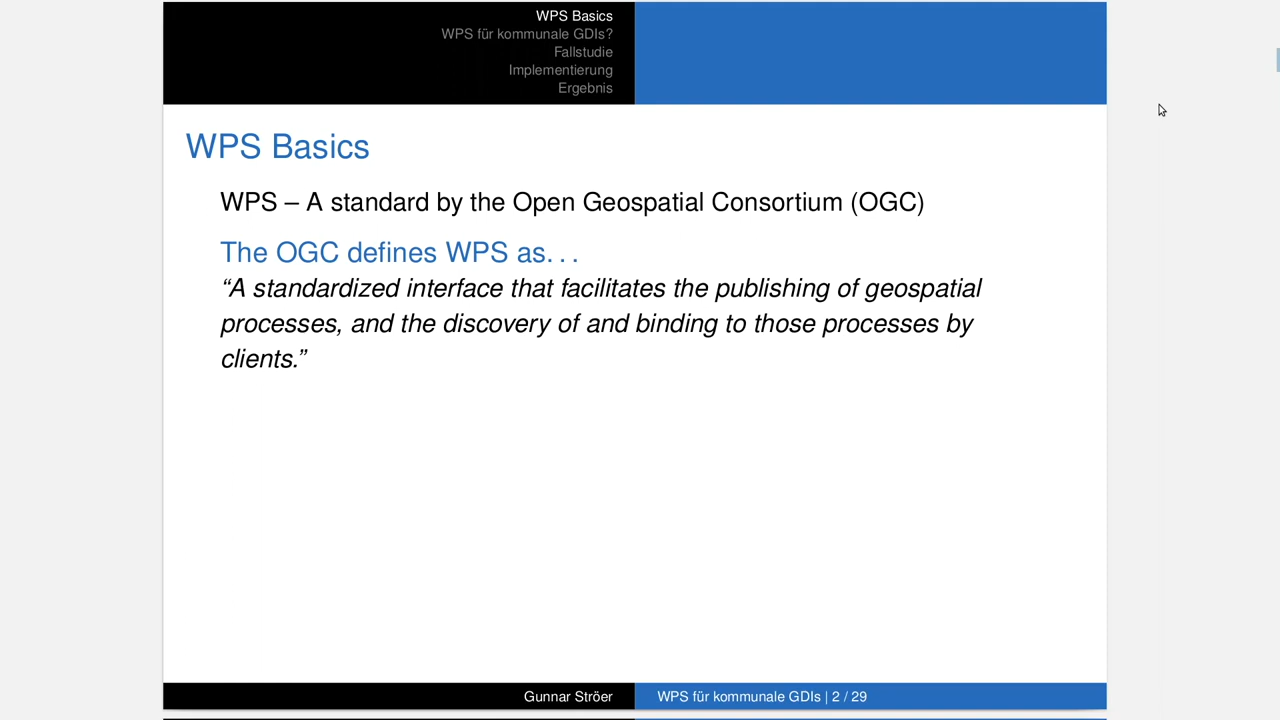 WPS Basics
WPS für kommunale GDIs?
Fallstudie
Implementierung
Ergebnis
WPS Basics
WPS – A standard by the Open Geospatial Consortium (OGC)
The OGC defines WPS as. . .
“A standardized interface that facilitates the publishing of geospatial
processes, and the discovery of and binding to those processes by
clients.”
Gunnar Ströer
WPS für kommunale GDIs | 2 / 29